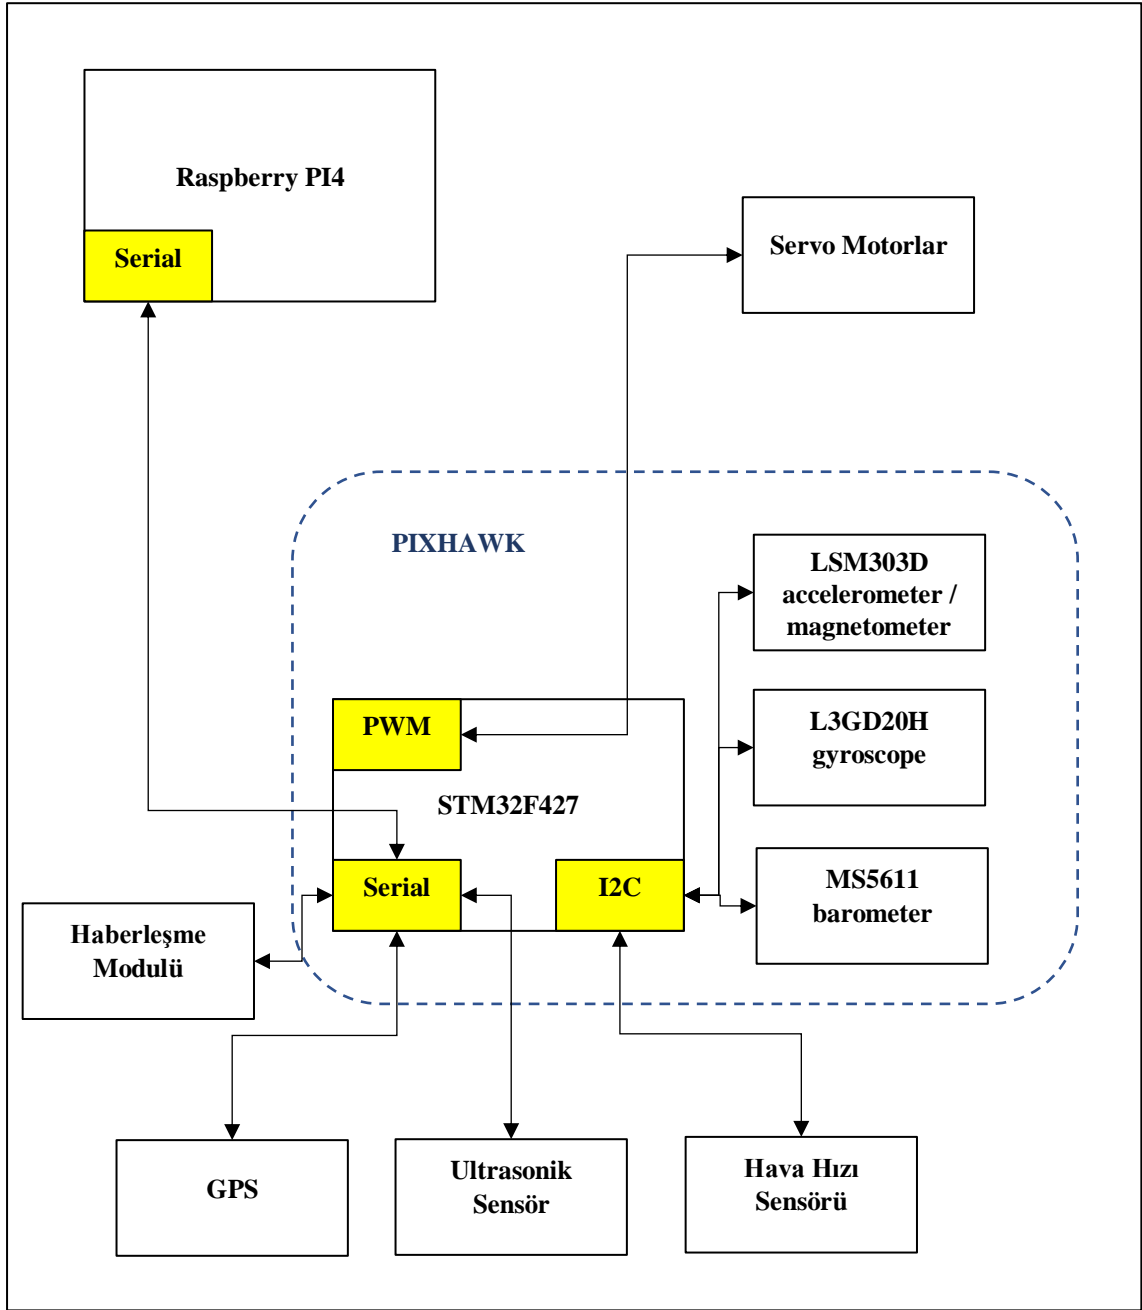 Raspberry PI4
Serial
Servo Motorlar
PIXHAWK
LSM303D
accelerometer /
magnetometer
PWM
L3GD20H
gyroscope
STM32F427
Serial
I2C
MS5611
barometer
Haberleşme
Modulü
GPS
Ultrasonik
Sensör
Hava Hızı
Sensörü